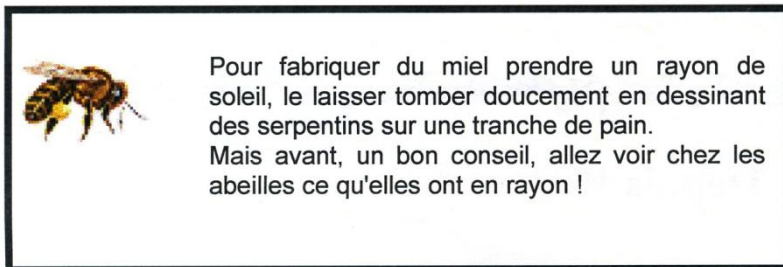 Pour fabriquer du miel prendre un rayon de
soleil, le laisser tomber doucement en dessinant
des serpentins sur une tranche de pain.
Mais avant, un bon conseil, allez voir chez les
abeilles ce qu'elles ont en rayon !